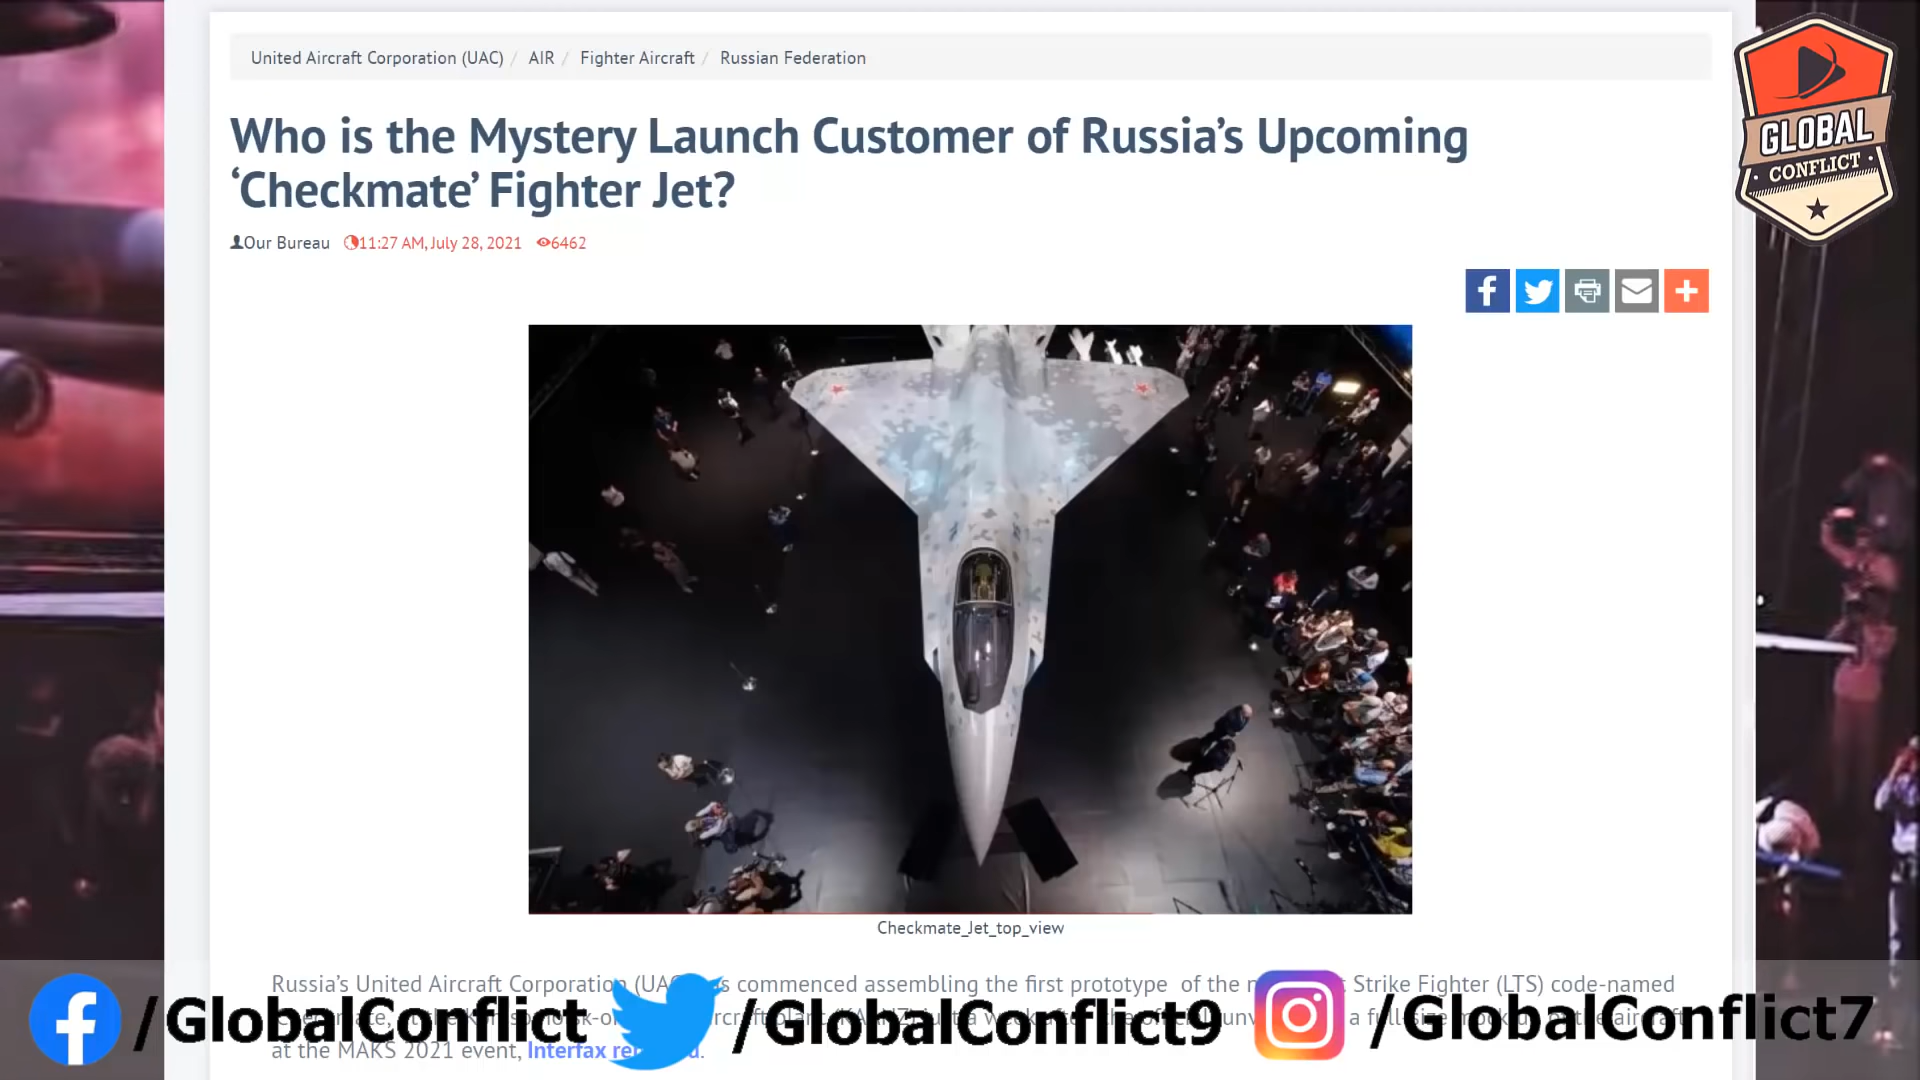 United Aircraft Corporation (UAC) / AIR / Fighter Aircraft / Russian Federation
Who is the Mystery Launch Customer of Russia's Upcoming
'Checkmate' Fighter Jet?
Our Bureau 11:27 AM, July 28, 2021 6462
GLOBAL
CONFLICT
Checkmate_Jet_top_view
Russia's United Aircraft Corporation (UAC) commenced assembling the first prototype of the Strike Fighter (LTS) code-named
at the MAKS 2021 event, Interfax
/GlobalConflict /GlobalConflict9 /GlobalConflict7